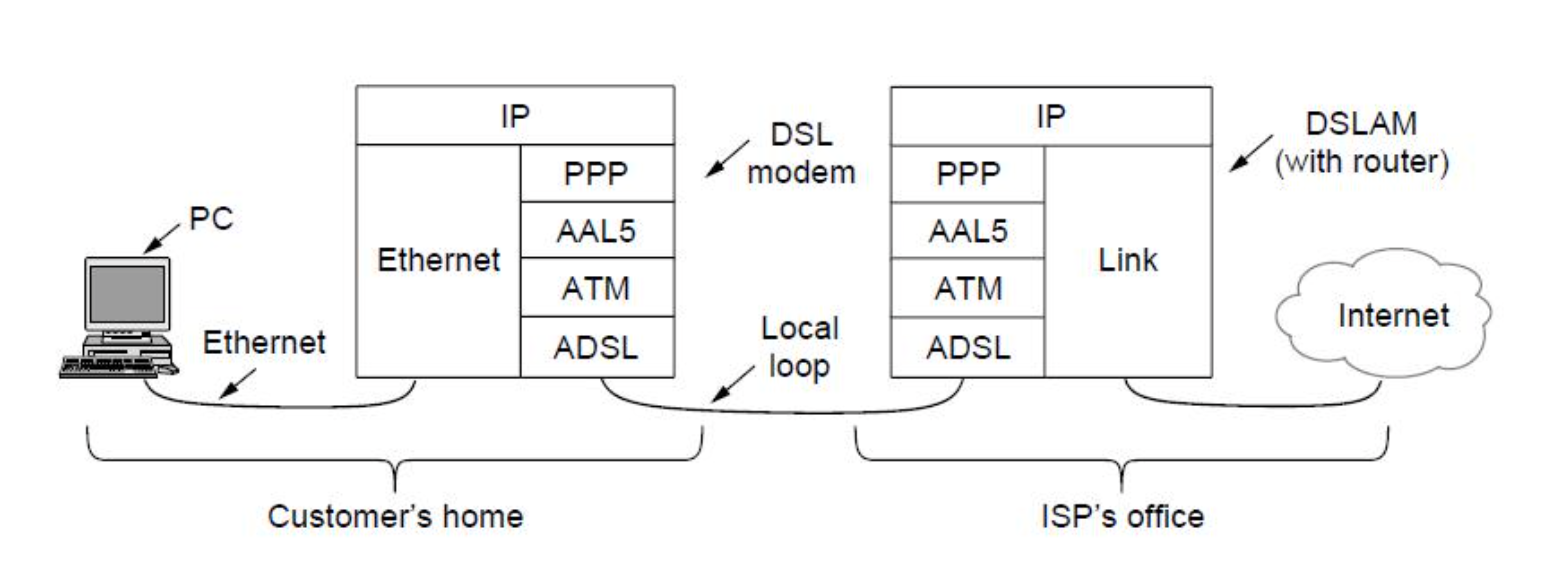 IP
IP
DSL
modem
DSLAM
(with router)
PPP
PPP
PC
AAL5
AAL5
Ethernet
Link
ATM
ATM
Internet
Ethernet
Local
loop
ADSL
ADSL
Customer's home
ISP's office